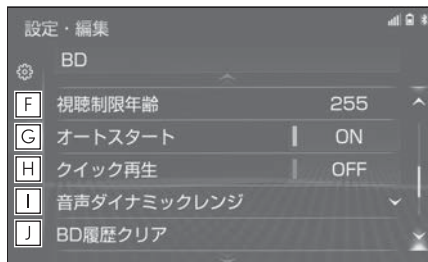 設定・編集
BD
F 視聴制限年齢 255
G オートスタート ON
H クイック再生 OFF
I 音声ダイナミックレンジ
J BD履歴クリア